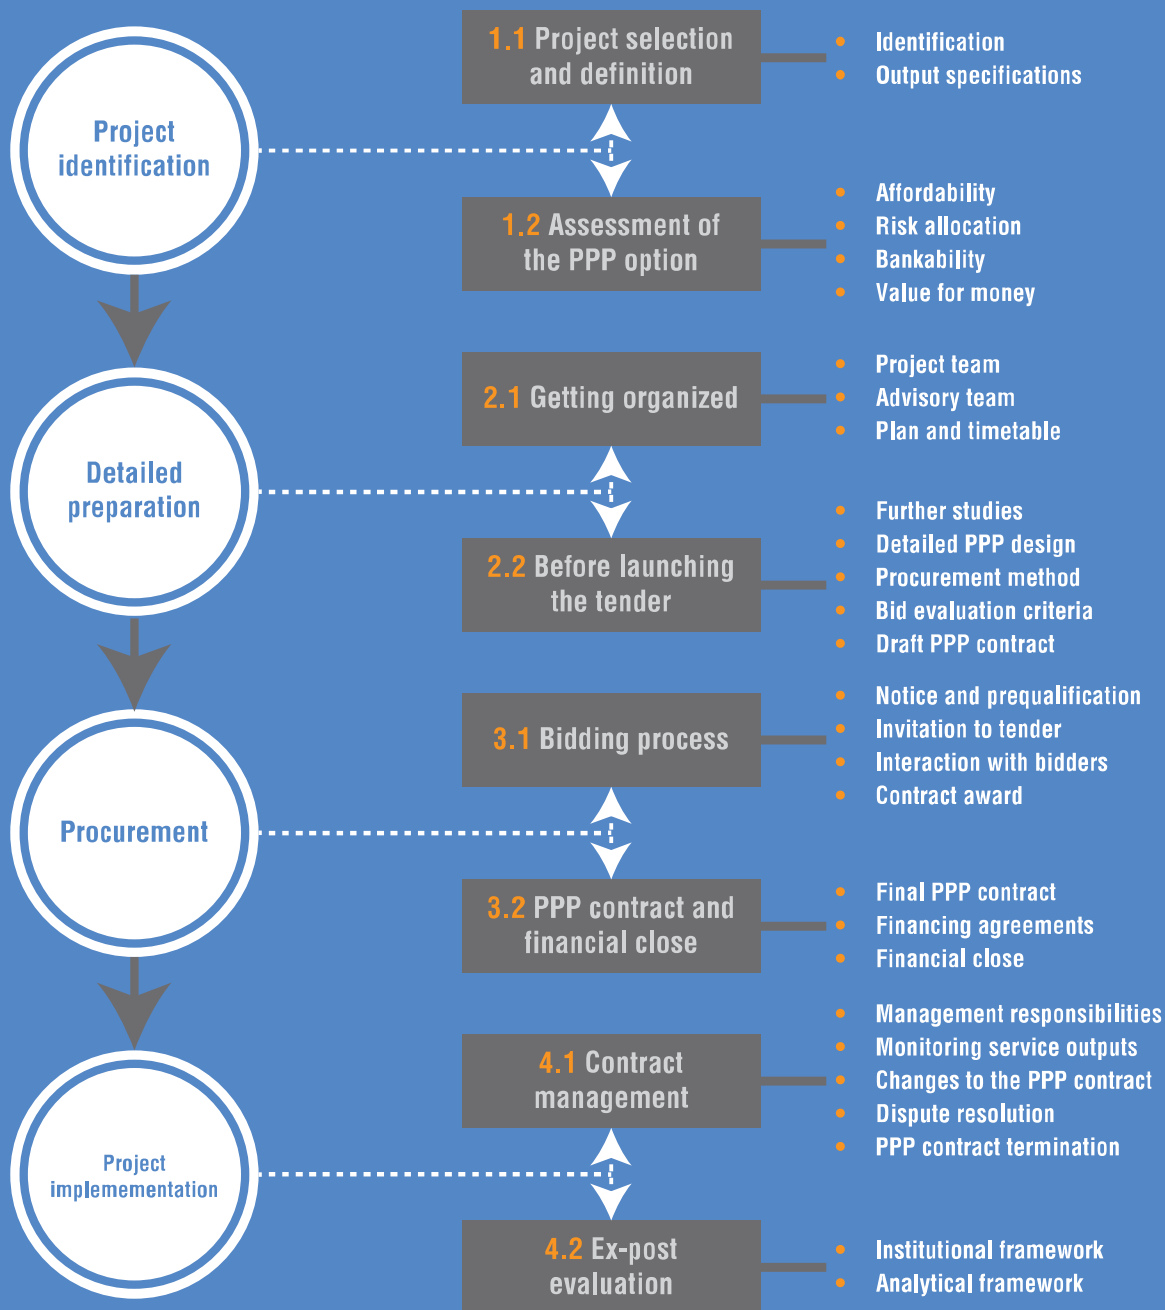 Project
identification
1.1 Project selection
and definition
• Identification
• Output specifications
1.2 Assessment of
the PPP option
• Affordability
• Risk allocation
• Bankability
• Value for money
Detailed
preparation
2.1 Getting organized
• Project team
• Advisory team
• Plan and timetable
2.2 Before launching
the tender
• Further studies
• Detailed PPP design
• Procurement method
• Bid evaluation criteria
• Draft PPP contract
Procurement
3.1 Bidding process
• Notice and prequalification
• Invitation to tender
• Interaction with bidders
• Contract award
3.2 PPP contract and
financial close
• Final PPP contract
• Financing agreements
• Financial close
Project
implemementation
4.1 Contract
management
• Management responsibilities
• Monitoring service outputs
• Changes to the PPP contract
• Dispute resolution
• PPP contract termination
4.2 Ex-post
evaluation
• Institutional framework
• Analytical framework